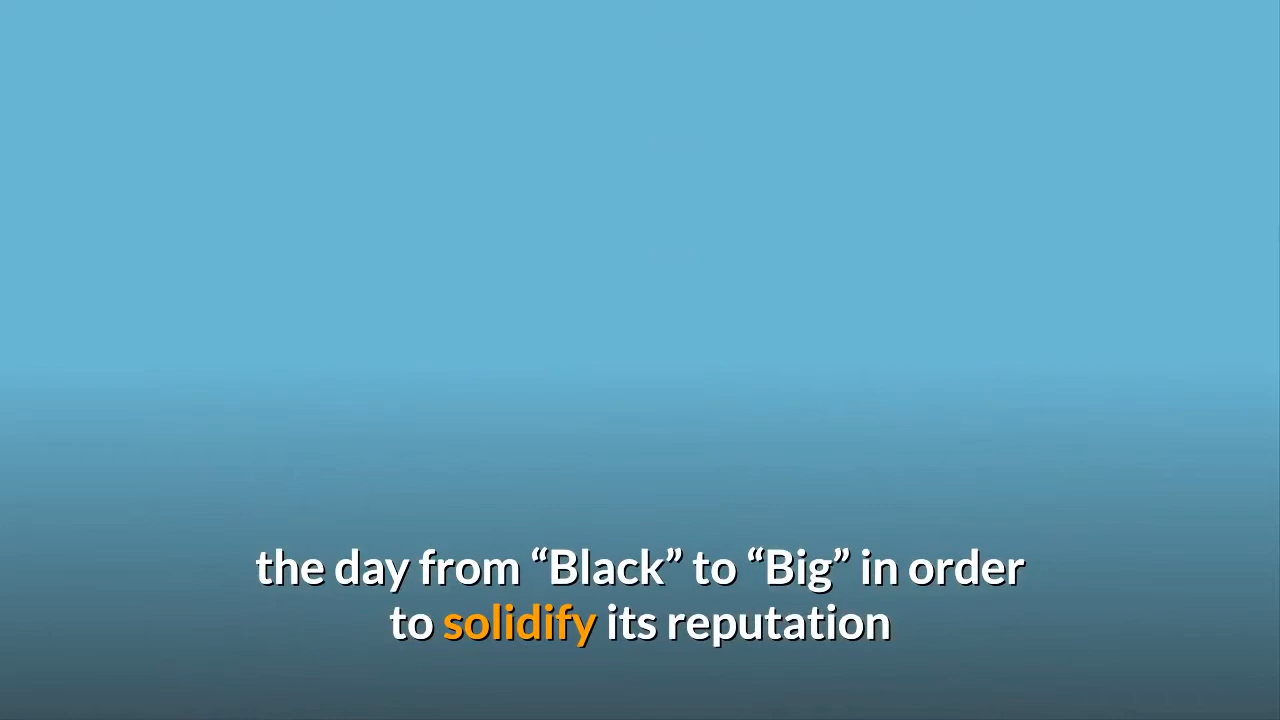 the day from “Black” to “Big” in order
to solidify its reputation